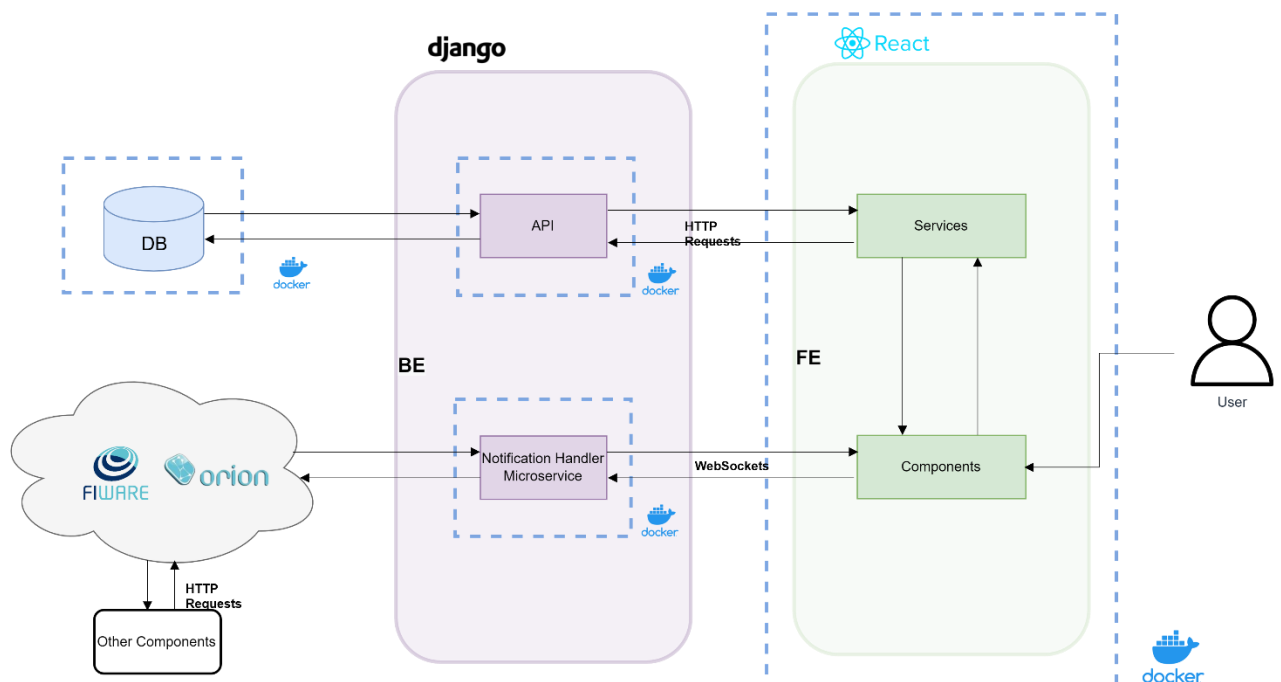 django
React
DB
docker
API
docker
HTTP
Requests
Services
BE
FE
User
FIWARE
orion
Notification Handler
Microservice
docker
WebSockets
Components
HTTP
Requests
Other Components
docker